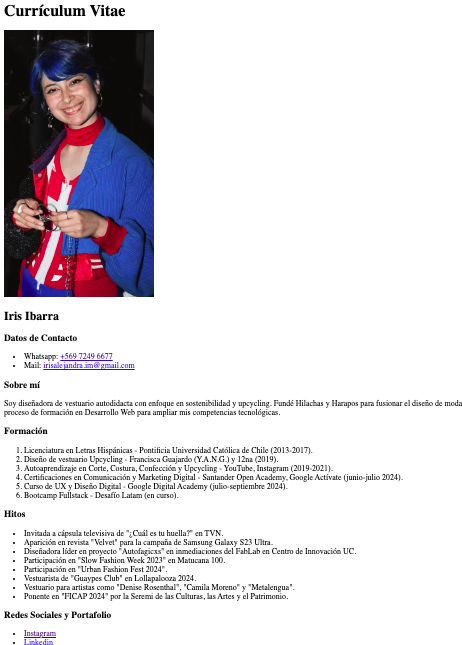 Currículum Vitae
Iris Ibarra
Datos de Contacto
• Whatsapp: +569 7249 6677
• Mail: irisalejandra.im@gmail.com
Sobre mí
Soy diseñadora de vestuario autodidacta con enfoque en sostenibilidad y upcycling. Fundé Hilachas y Harapos para fusionar el diseño de moda
proceso de formación en Desarrollo Web para ampliar mis competencias tecnológicas.
Formación
1. Licenciatura en Letras Hispánicas - Pontificia Universidad Católica de Chile (2013-2017).
2. Diseño de vestuario Upcycling - Francisca Guajardo (Y.A.N.G.) y 12na (2019).
3. Autoaprendizaje en Corte, Costura, Confección y Upcycling - YouTube, Instagram (2019-2021).
4. Certificaciones en Comunicación y Marketing Digital - Santander Open Academy, Google Actívate (junio-julio 2024).
5. Curso de UX y Diseño Digital - Google Digital Academy (julio-septiembre 2024).
6. Bootcamp Fullstack - Desafío Latam (en curso).
Hitos
• Invitada a cápsula televisiva de "¿Cuál es tu huella?" en TVN.
• Aparición en revista "Velvet" para la campaña de Samsung Galaxy S23 Ultra.
• Diseñadora líder en proyecto "Autofagicxs" en inmediaciones del FabLab en Centro de Innovación UC.
• Participación en "Slow Fashion Week 2023" en Matucana 100.
• Participación en "Urban Fashion Fest 2024".
• Vestuarista de "Guaypes Club" en Lollapalooza 2024.
• Vestuario para artistas como "Denise Rosenthal", "Camila Moreno" y "Metalengua".
• Ponente en "FICAP 2024" por la Seremi de las Culturas, las Artes y el Patrimonio.
Redes Sociales y Portafolio
• Instagram
• Linkedin